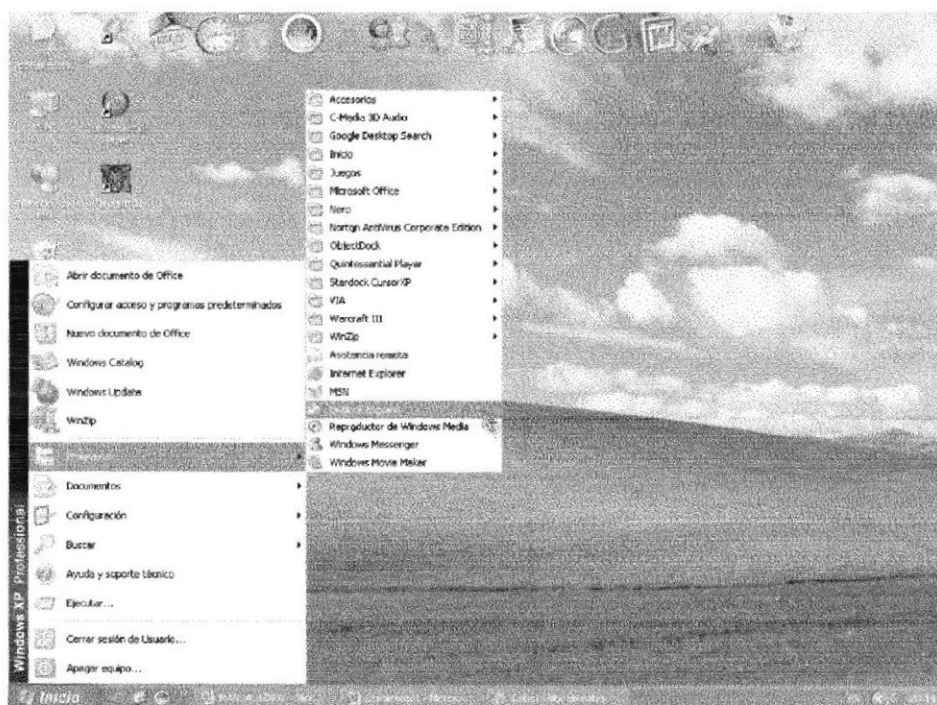 Accesorios
C-Media 3D Audio
Google Desktop Search
Inicio
Juegos
Microsoft Office
Nero
Norton AntiVirus Corporate Edition
ObjectDock
Quintessential Player
Stardock CursorXP
VIA
Warcraft III
WinZip
Asistencia remota
Internet Explorer
MSN
Reproductor de Windows Media
Windows Messenger
Windows Movie Maker
Abrir documento de Office
Configurar acceso y programas predeterminados
Nuevo documento de Office
Windows Catalog
Windows Update
WinZip
Documentos
Configuración
Buscar
Ayuda y soporte técnico
Ejecutar...
Cerrar sesión de Usuario...
Apagar equipo...
Windows XP Professional
Inicio